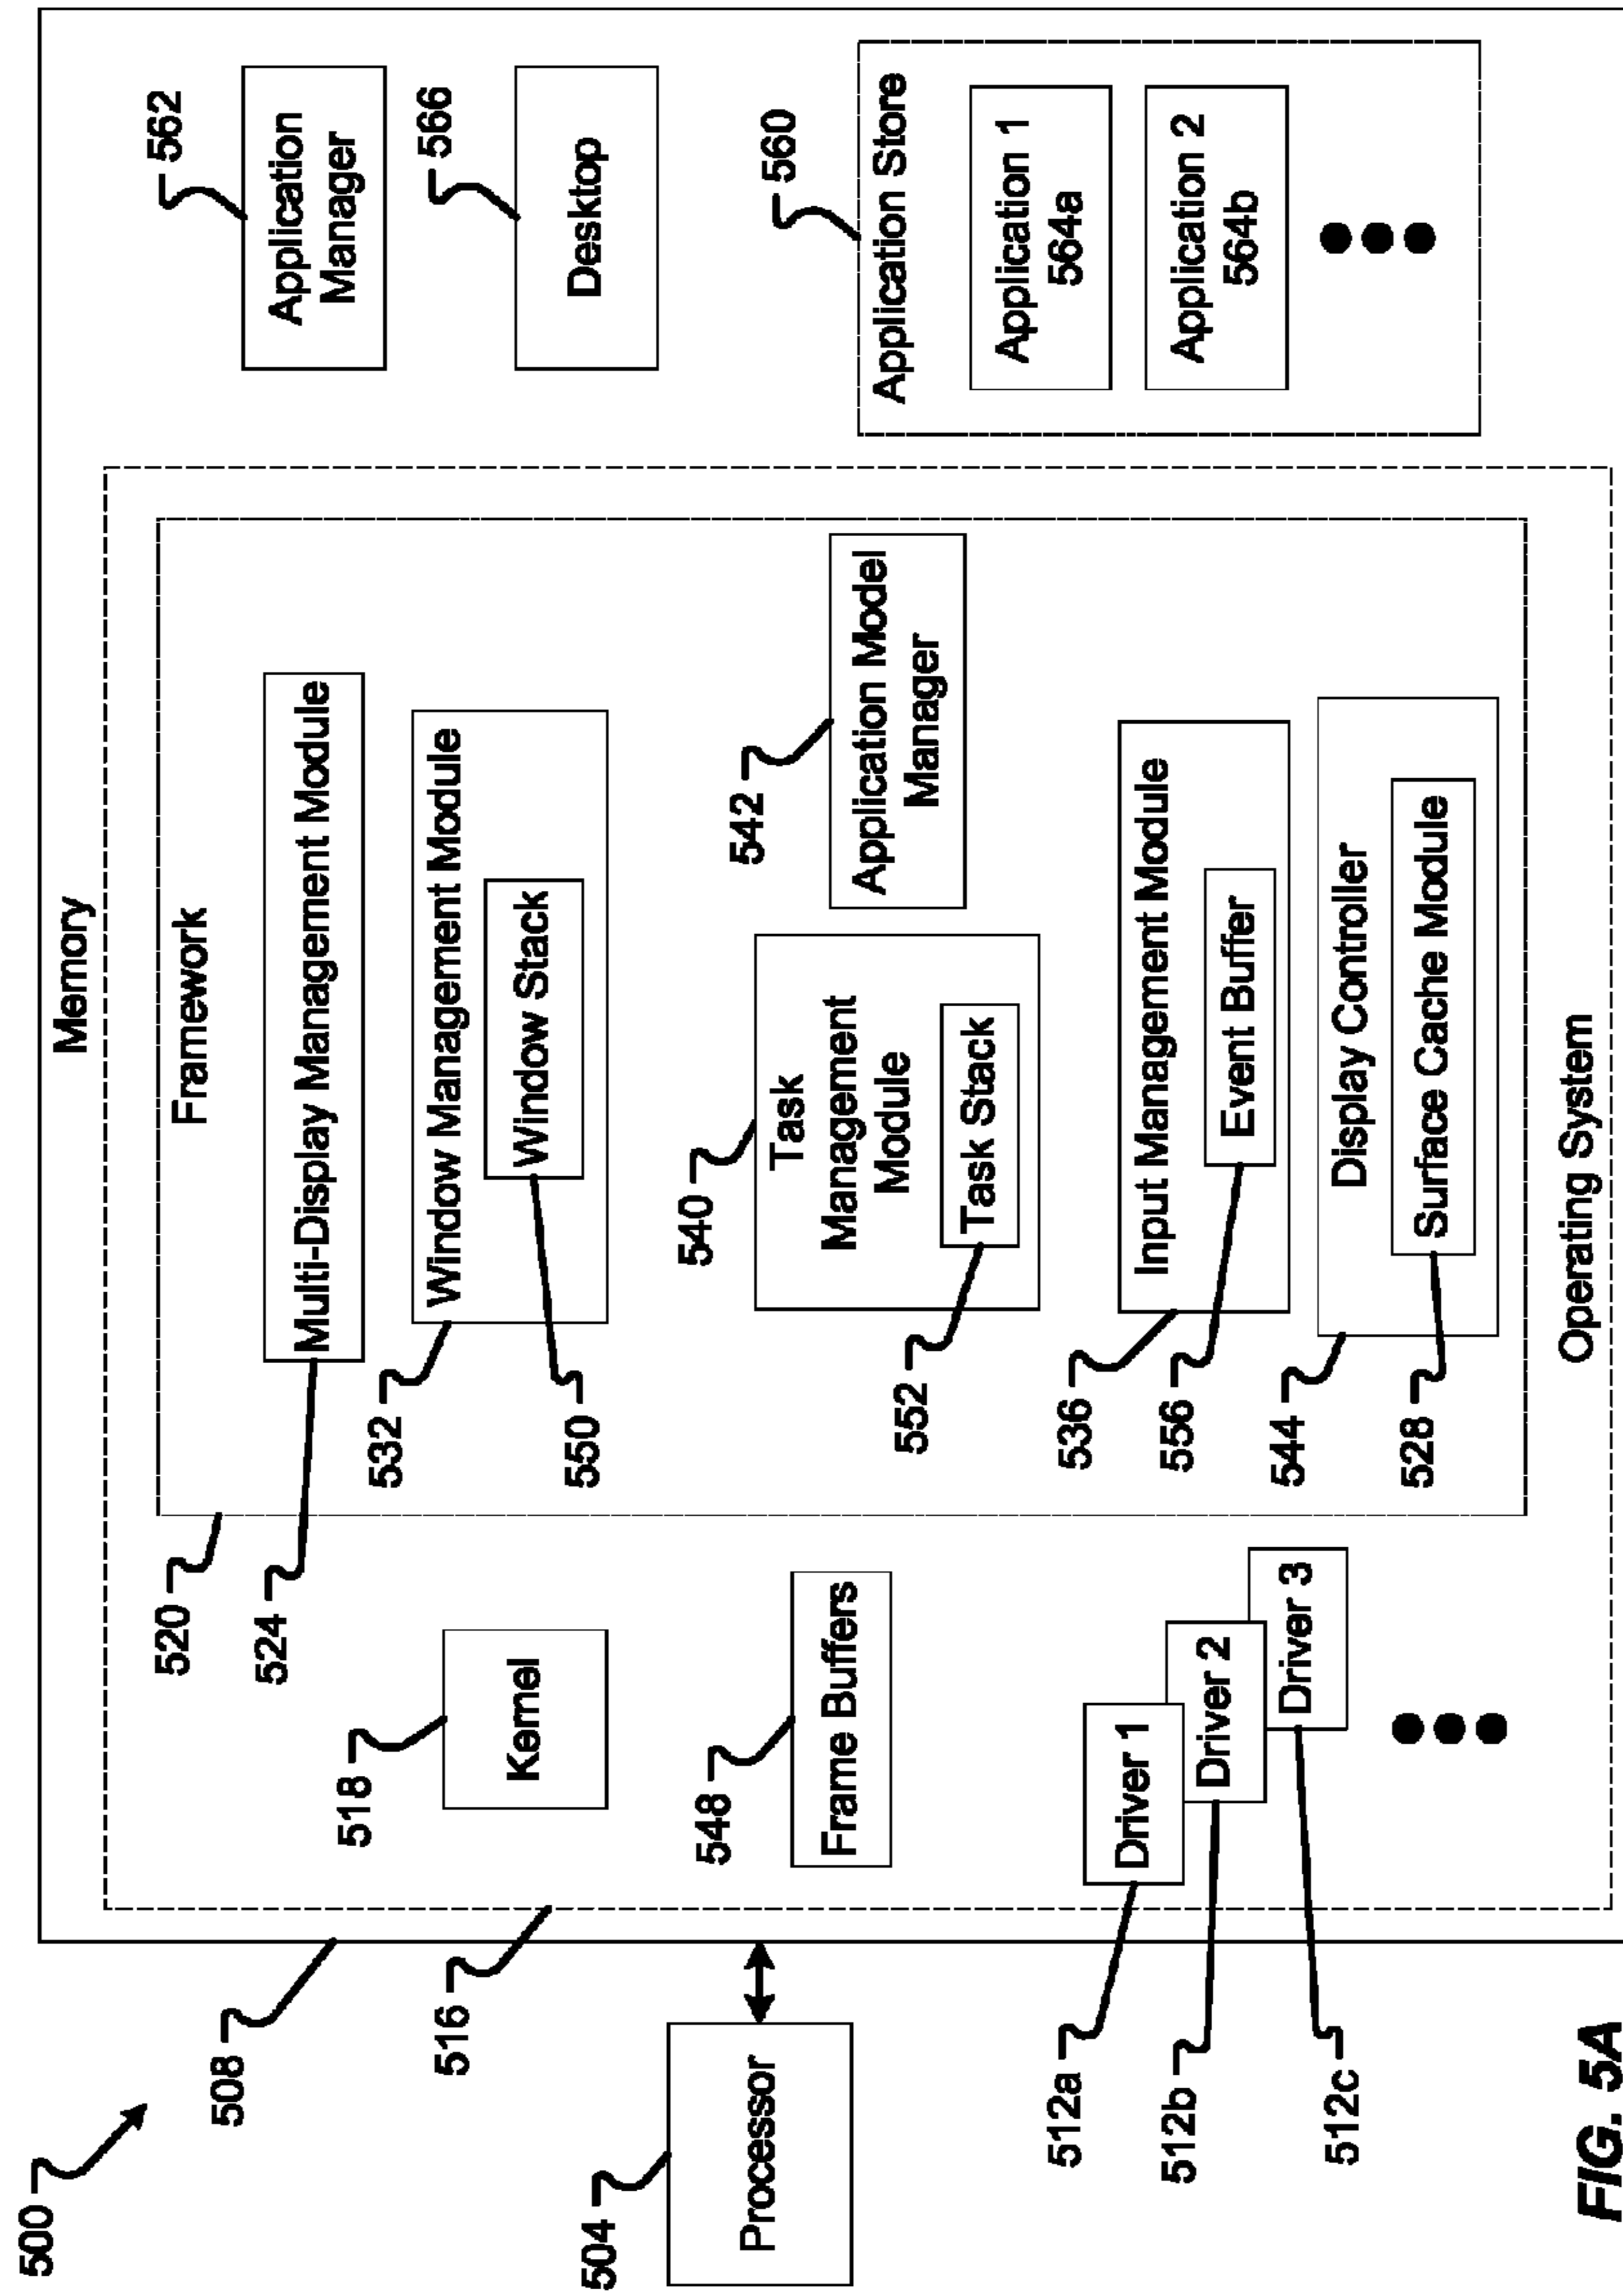 500
508
Memory
516
Operating System
520
Framework
524
Multi-Display Management Module
532
Window Management Module
550
Window Stack
518
Kernel
548
Frame Buffers
540
Task
Management
Module
552
Task Stack
542
Application Model
Manager
536
Input Management Module
556
Event Buffer
544
Display Controller
528
Surface Cache Module
504
Processor
512a
Driver 1
512b
Driver 2
512c
Driver 3
562
Application
Manager
566
Desktop
560
Application Store
Application 1
564a
Application 2
564b
FIG. 5A